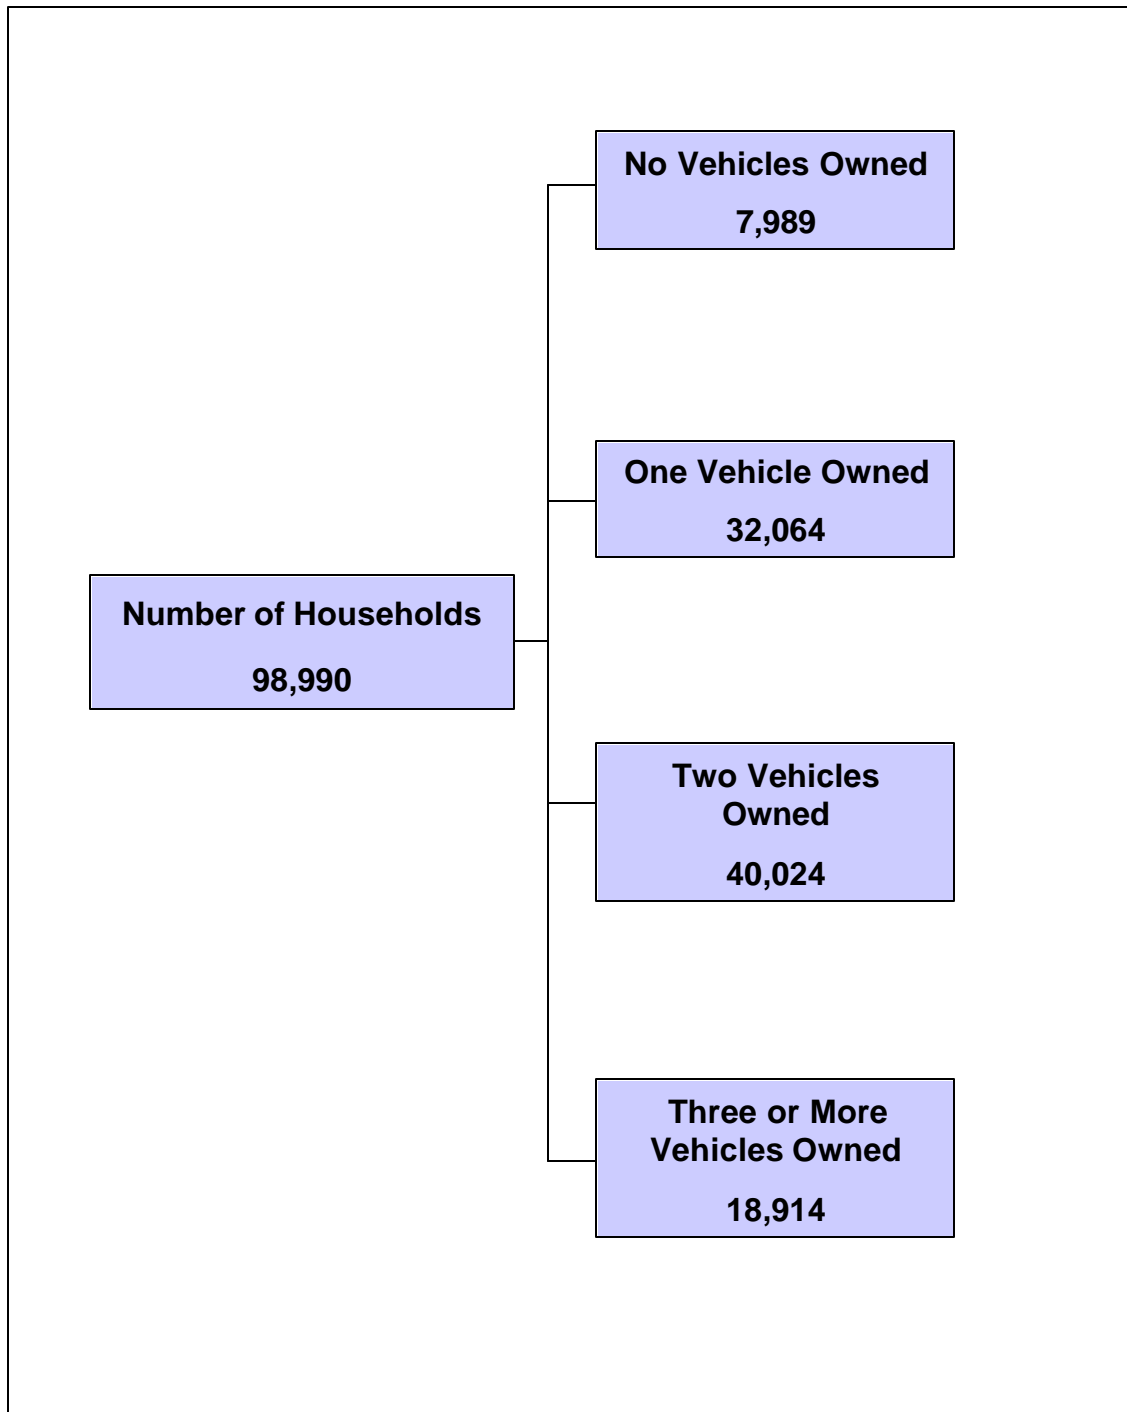 No Vehicles Owned
7,989
One Vehicle Owned
32,064
Number of Households
98,990
Two Vehicles
Owned
40,024
Three or More
Vehicles Owned
18,914